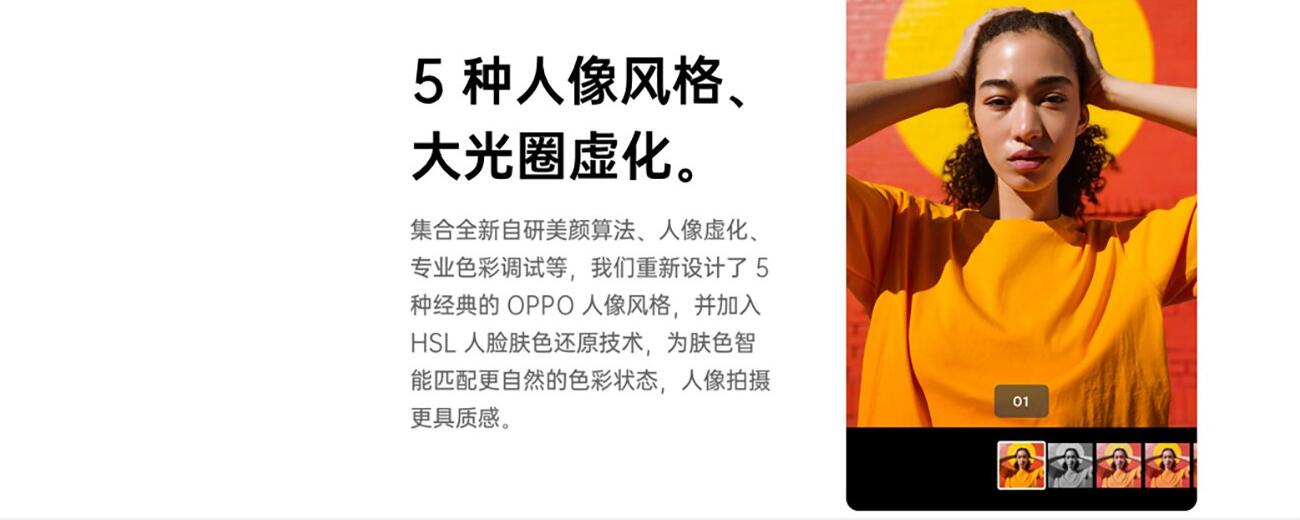 5 种人像风格、
大光圈虚化。
集合全新自研美颜算法、人像虚化、
专业色彩调试等，我们重新设计了 5
种经典的 OPPO 人像风格，并加入
HSL 人脸肤色还原技术，为肤色智
能匹配更自然的色彩状态，人像拍摄
更具质感。
01